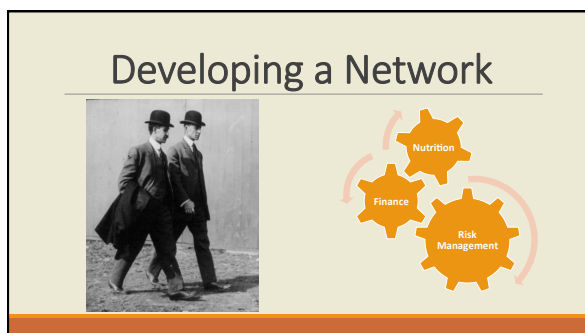 Developing a Network
Nutrition
Finance
Risk
Management